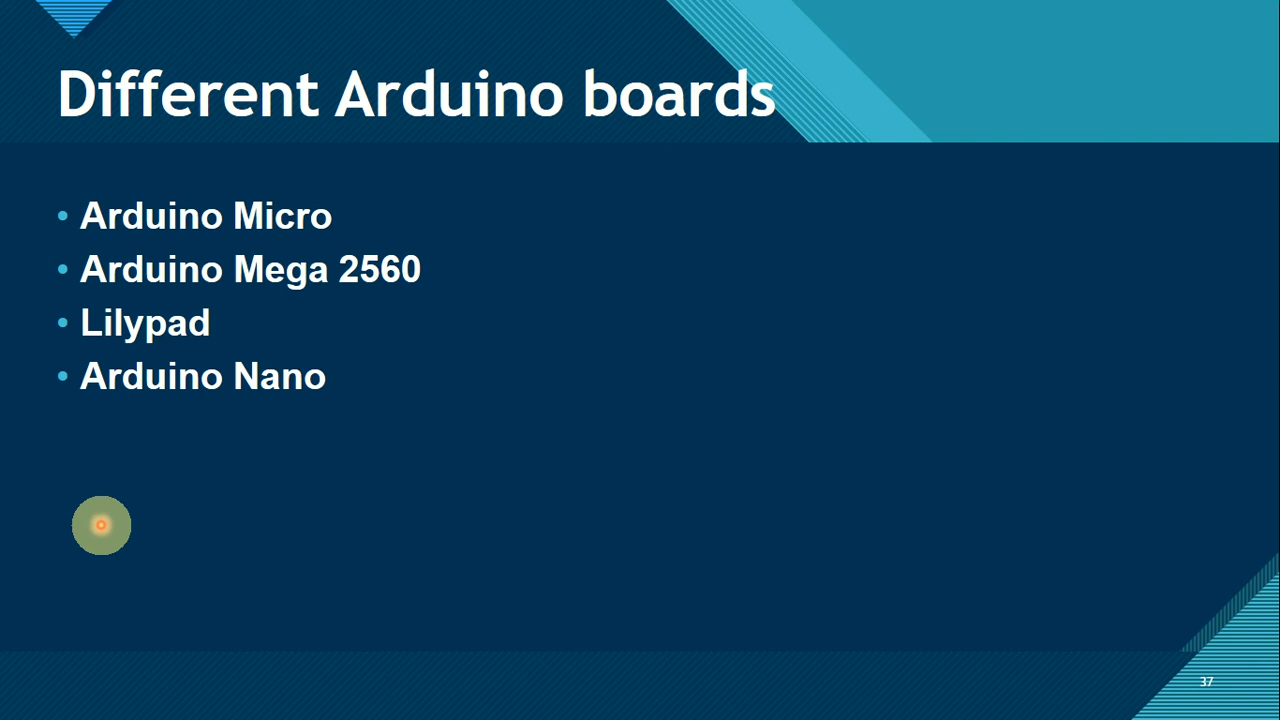 Different Arduino boards
• Arduino Micro
• Arduino Mega 2560
• Lilypad
• Arduino Nano
37